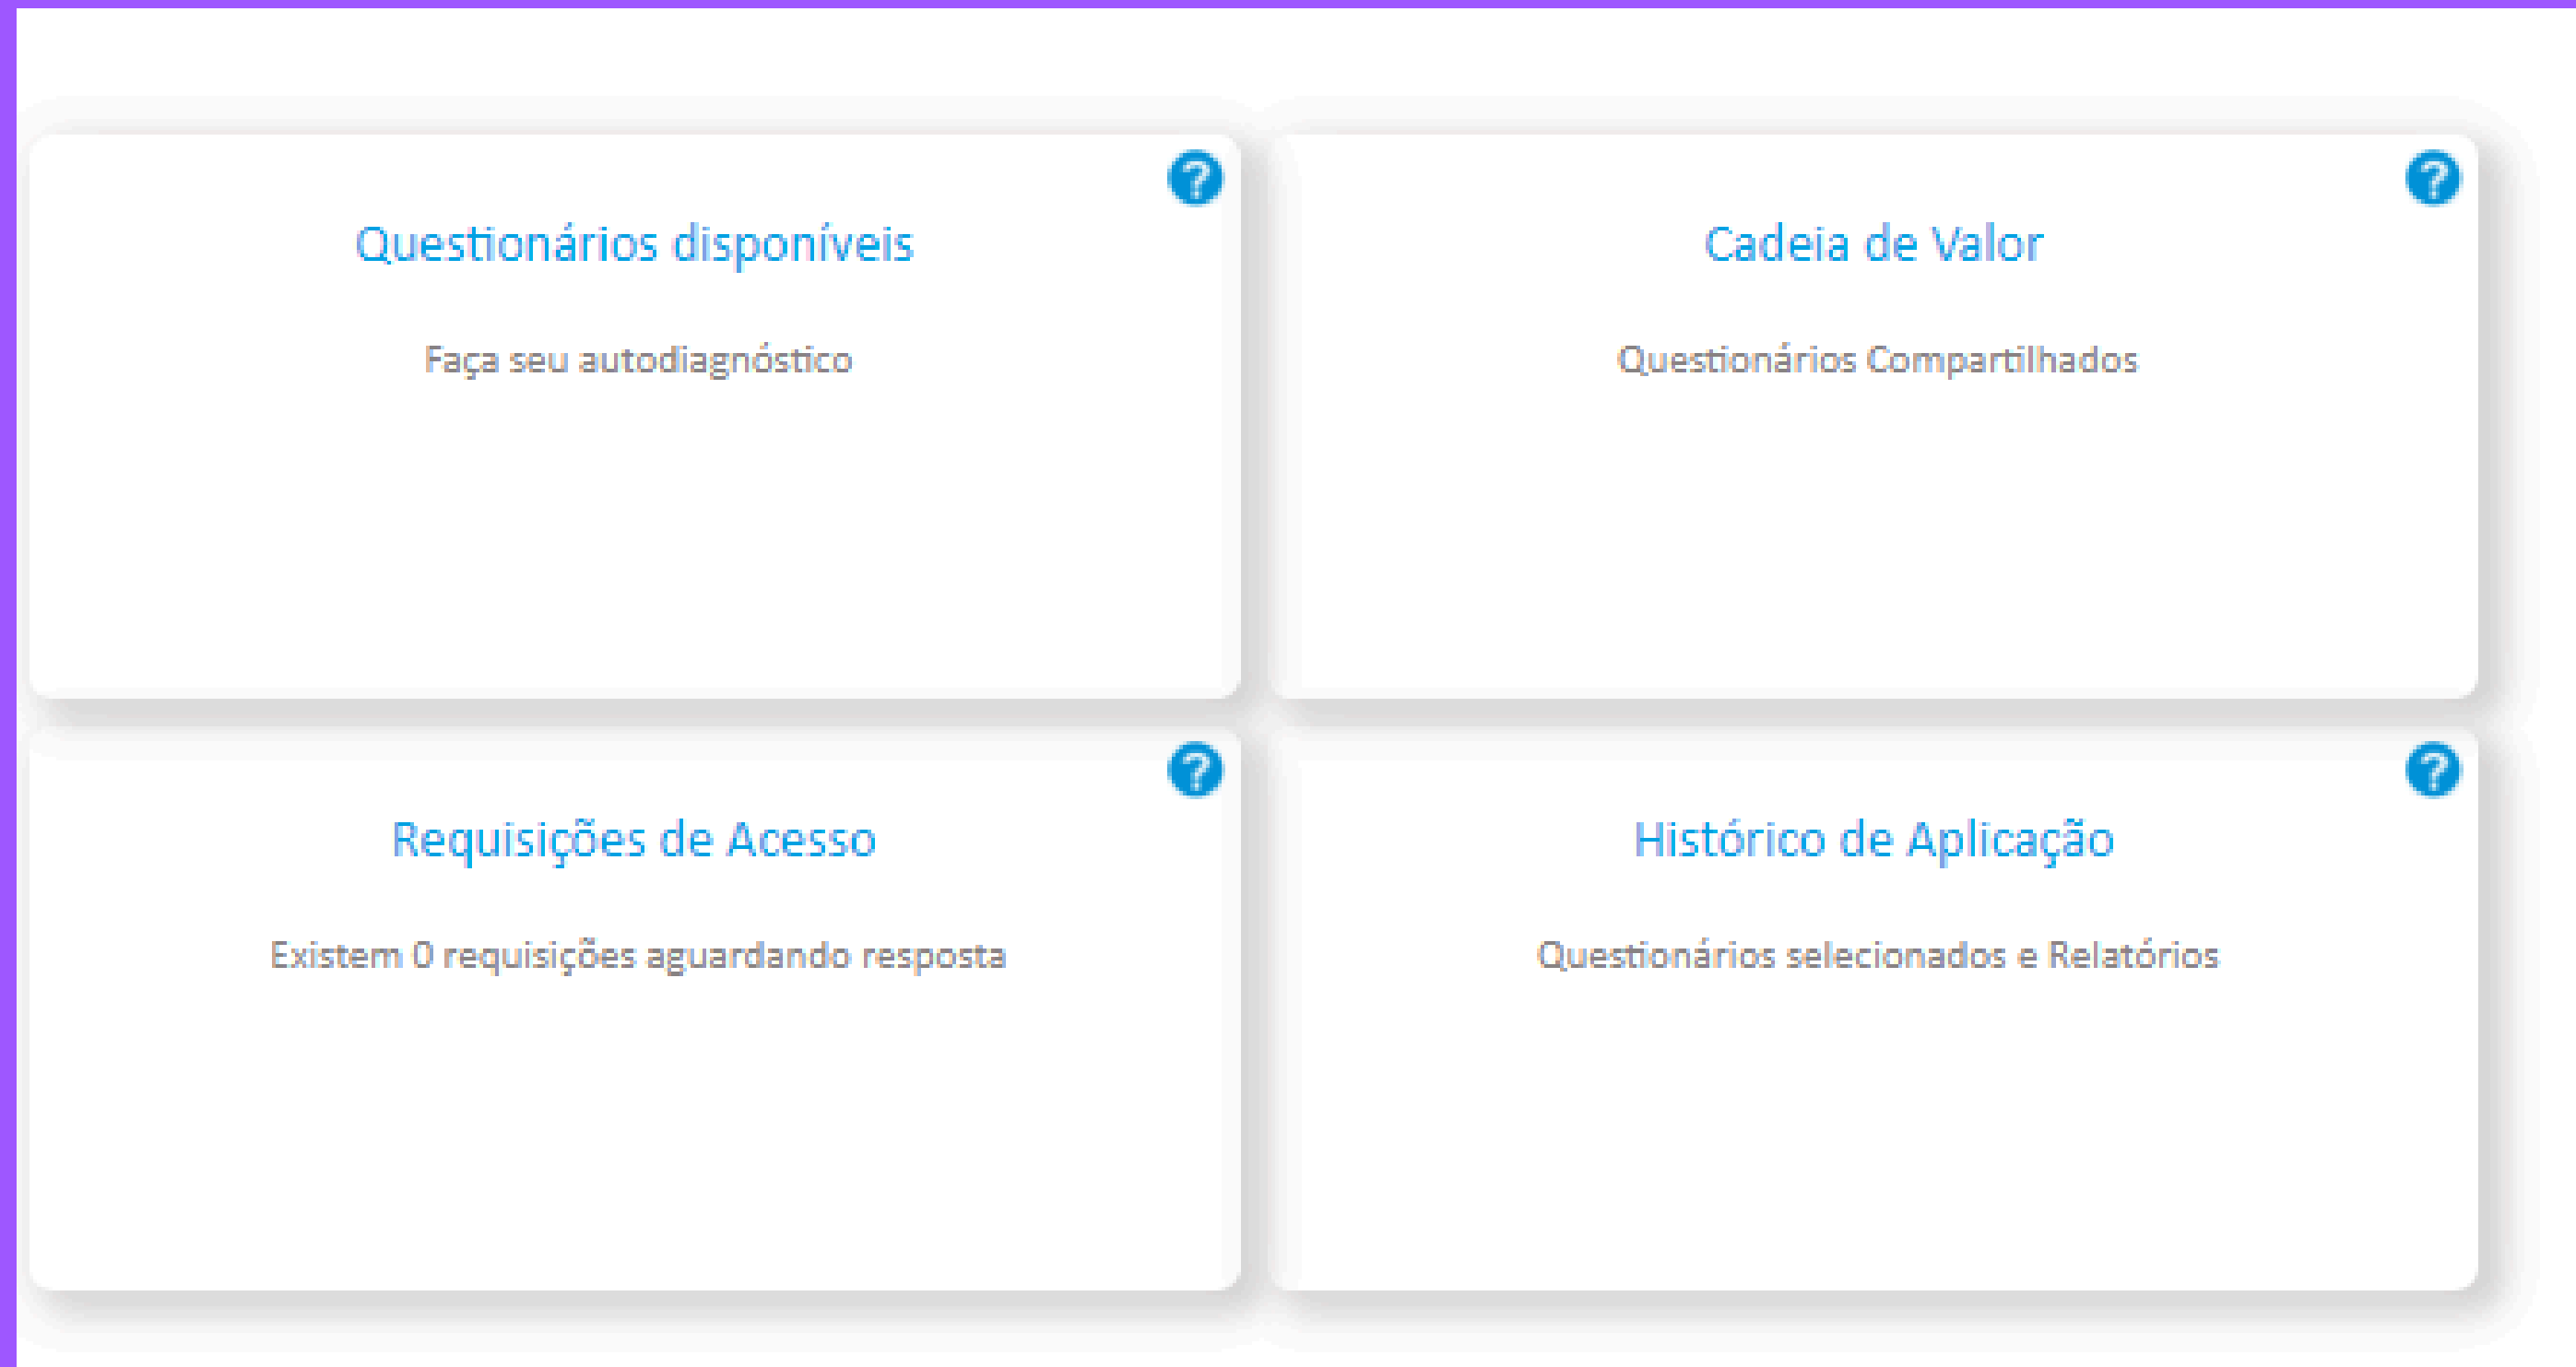 Questionários disponíveis
Faça seu autodiagnóstico
Cadeia de Valor
Questionários Compartilhados
Requisições de Acesso
Existem 0 requisições aguardando resposta
Histórico de Aplicação
Questionários selecionados e Relatórios